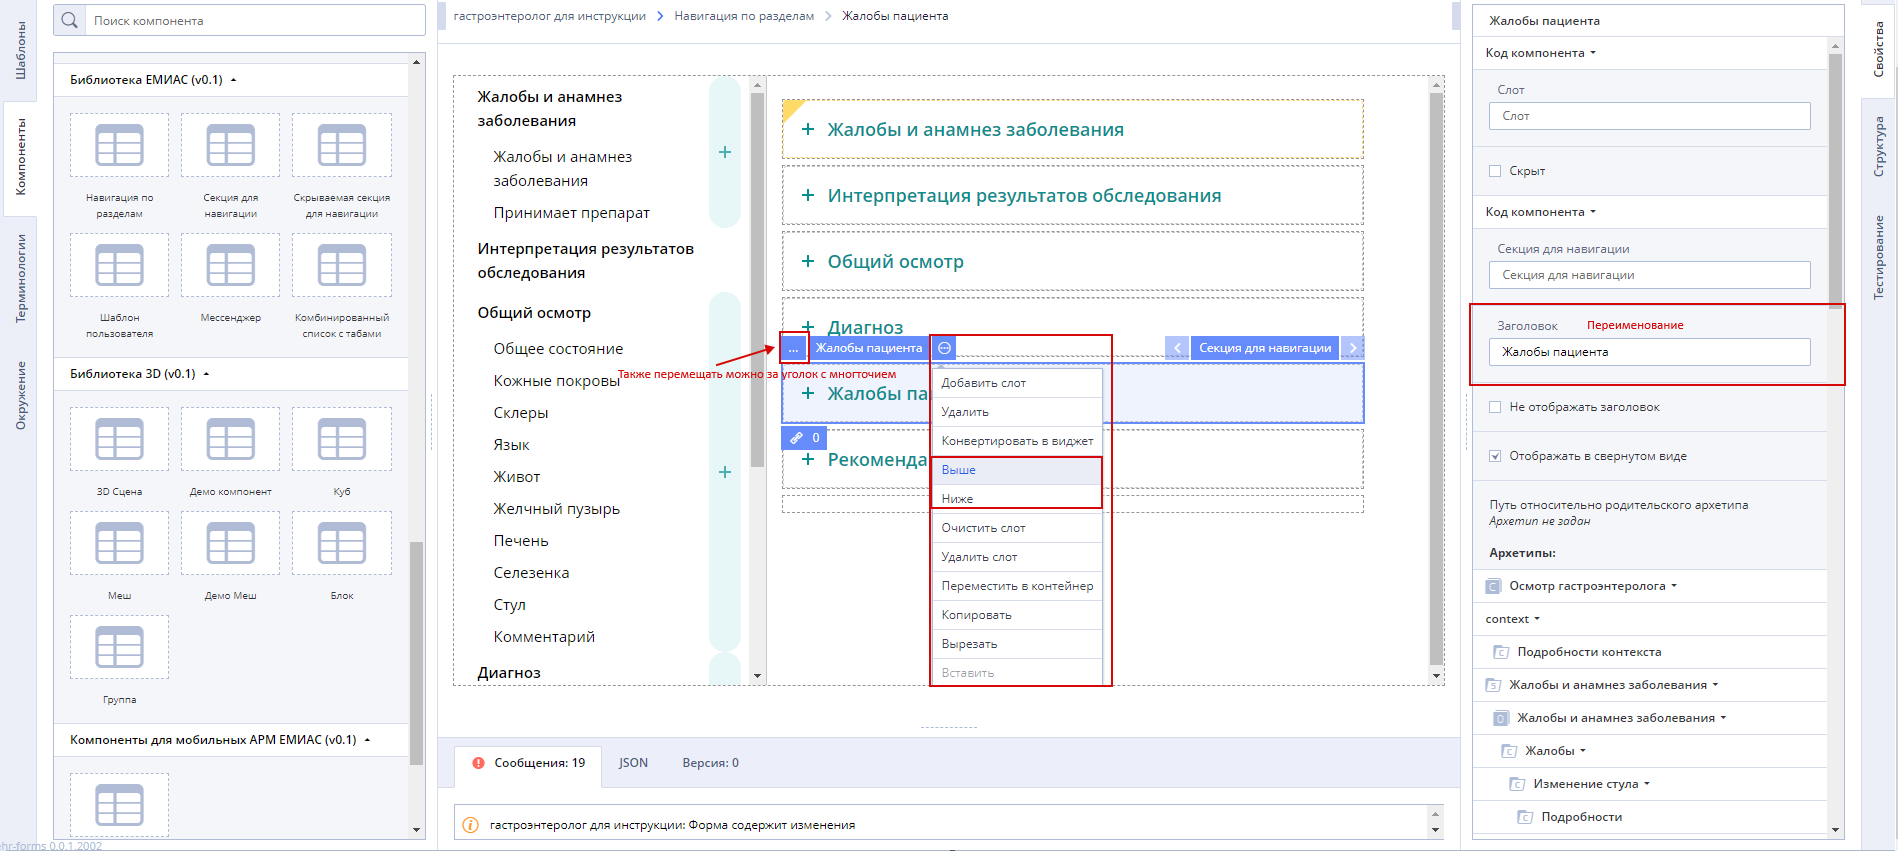 Шаблоны
Компоненты
Терминологии
Окружение
Поиск компонента
Библиотека ЕМИАС (v0.1)
Навигация по
разделам
Секция для
навигации
Скрываемая секция
для навигации
Шаблон
пользователя
Мессенджер
Комбинированный
список с табами
Библиотека 3D (v0.1)
3D Сцена
Демо компонент
Куб
Меш
Демо Меш
Блок
Группа
Компоненты для мобильных АРМ ЕМИАС (v0.1)
ehr-forms 0.0.1.2002
гастроэнтеролог для инструкции > Навигация по разделам > Жалобы пациента
Жалобы и анамнез
заболевания
Жалобы и анамнез
заболевания
Принимает препарат
Интерпретация результатов
обследования
Общий осмотр
Общее состояние
Кожные покровы
Склеры
Язык
Живот
Желчный пузырь
Печень
Селезенка
Стул
Комментарий
Диагноз
+ Жалобы и анамнез заболевания
+ Интерпретация результатов обследования
+ Общий осмотр
+ Диагноз
... Жалобы пациента
< Секция для навигации >
Также перемещать можно за уголок с многточием
+ Жалобы па
0
+ Рекоменда
Добавить слот
Удалить
Конвертировать в виджет
Выше
Ниже
Очистить слот
Удалить слот
Переместить в контейнер
Копировать
Вырезать
Вставить
Сообщения: 19
JSON
Версия: 0
гастроэнтеролог для инструкции: Форма содержит изменения
Жалобы пациента
Код компонента
Слот
Слот
Скрыт
Код компонента
Секция для навигации
Секция для навигации
Заголовок Переименование
Жалобы пациента
Не отображать заголовок
Отображать в свернутом виде
Путь относительно родительского архетипа
Архетип не задан
Архетипы:
C Осмотр гастроэнтеролога
context
C Подробности контекста
S Жалобы и анамнез заболевания
O Жалобы и анамнез заболевания
C Жалобы
C Изменение стула
C Подробности
Свойства
Структура
Тестирование